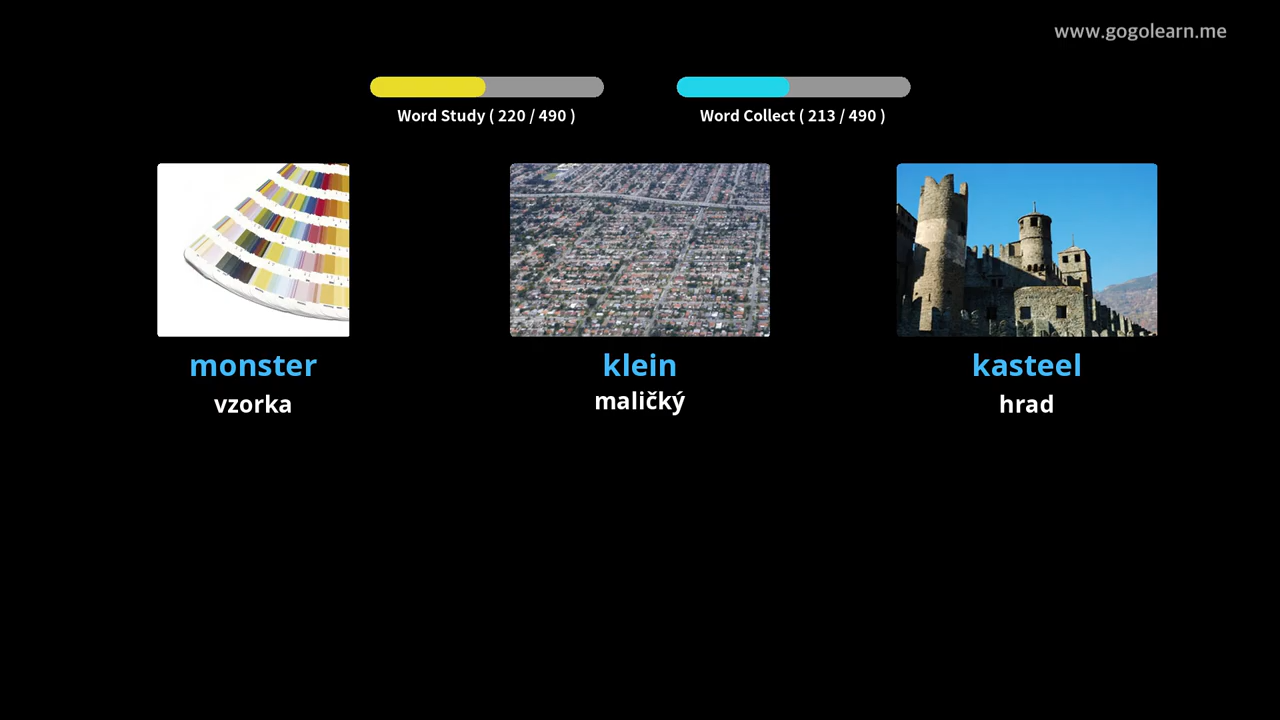 www.gogolearn.me
Word Study ( 220 / 490 )
Word Collect ( 213 / 490 )
monster
vzorka
klein
maličký
kasteel
hrad